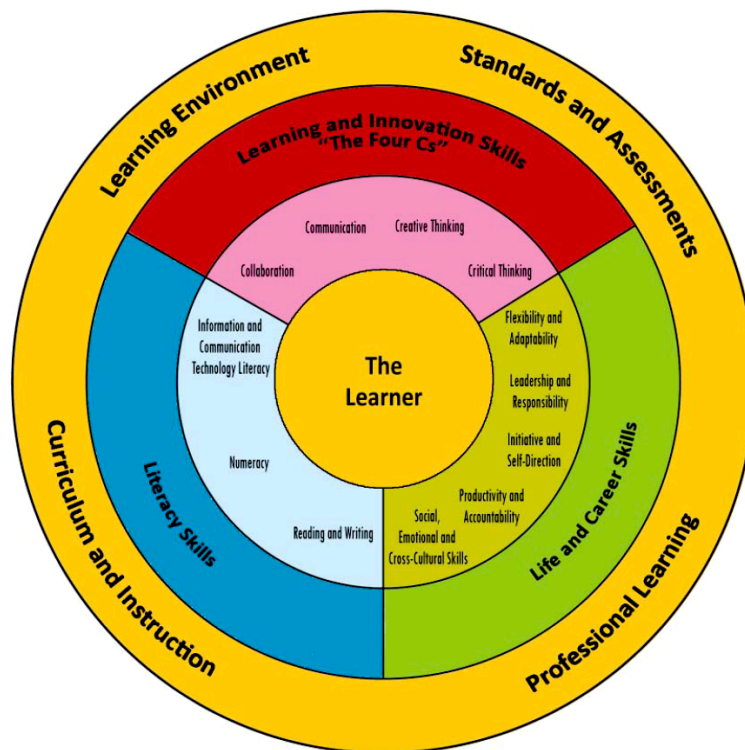 Learning Environment
Standards and Assessments
Learning and Innovation Skills
"The Four Cs"
Communication
Creative Thinking
Collaboration
Critical Thinking
Information and
Communication
Technology Literacy
Numeracy
Reading and Writing
The
Learner
Flexibility and
Adaptability
Leadership and
Responsibility
Initiative and
Self-Direction
Productivity and
Accountability
Social,
Emotional and
Cross-Cultural Skills
Literacy Skills
Life and Career Skills
Curriculum and Instruction
Professional Learning